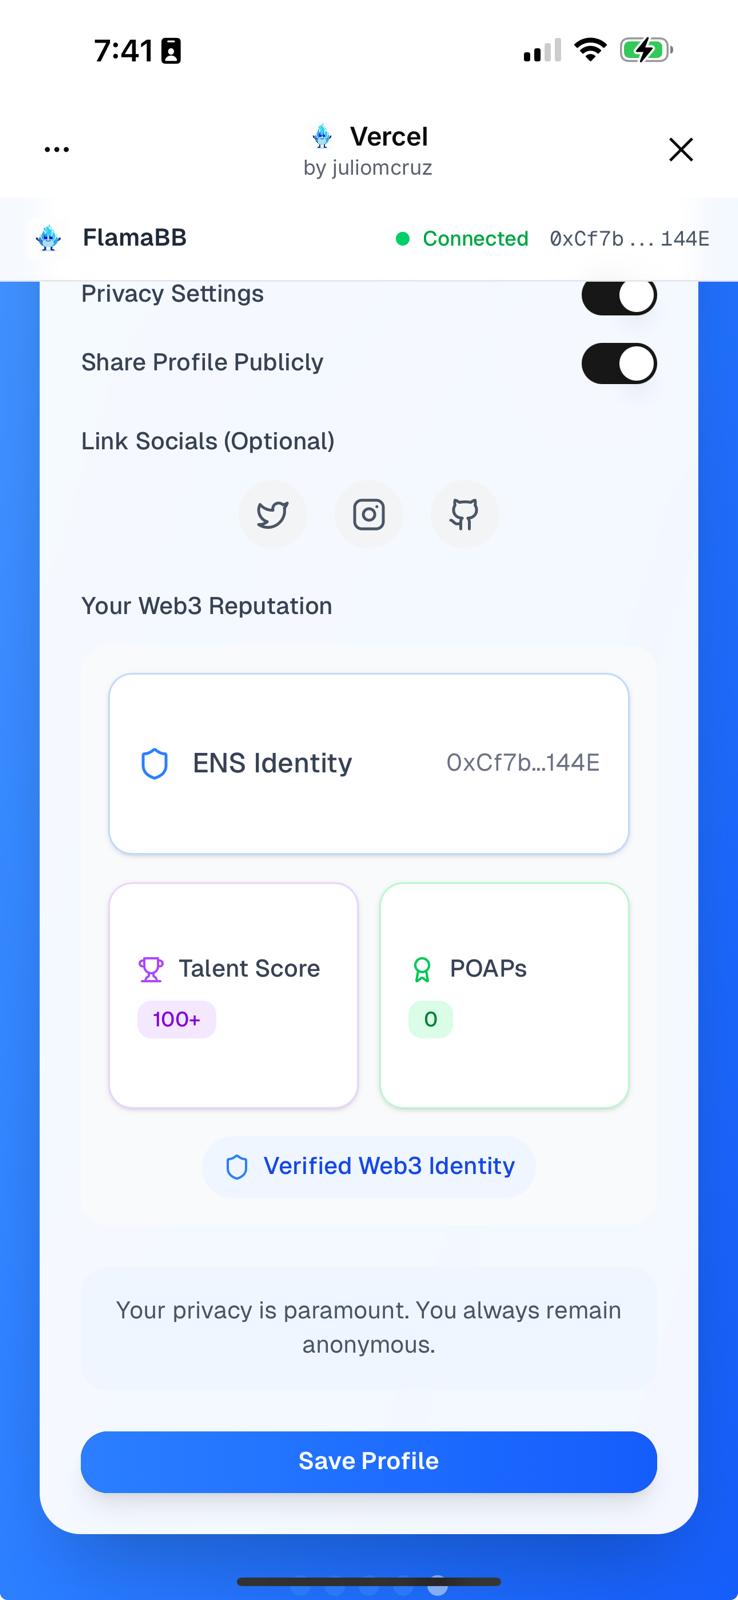 7:41
Vercel
by juliomcruz
FlamaBB
Connected 0xCf7b...144E
Privacy Settings
Share Profile Publicly
Link Socials (Optional)
Your Web3 Reputation
ENS Identity 0xCf7b...144E
Talent Score
100+
POAPs
0
Verified Web3 Identity
Your privacy is paramount. You always remain
anonymous.
Save Profile